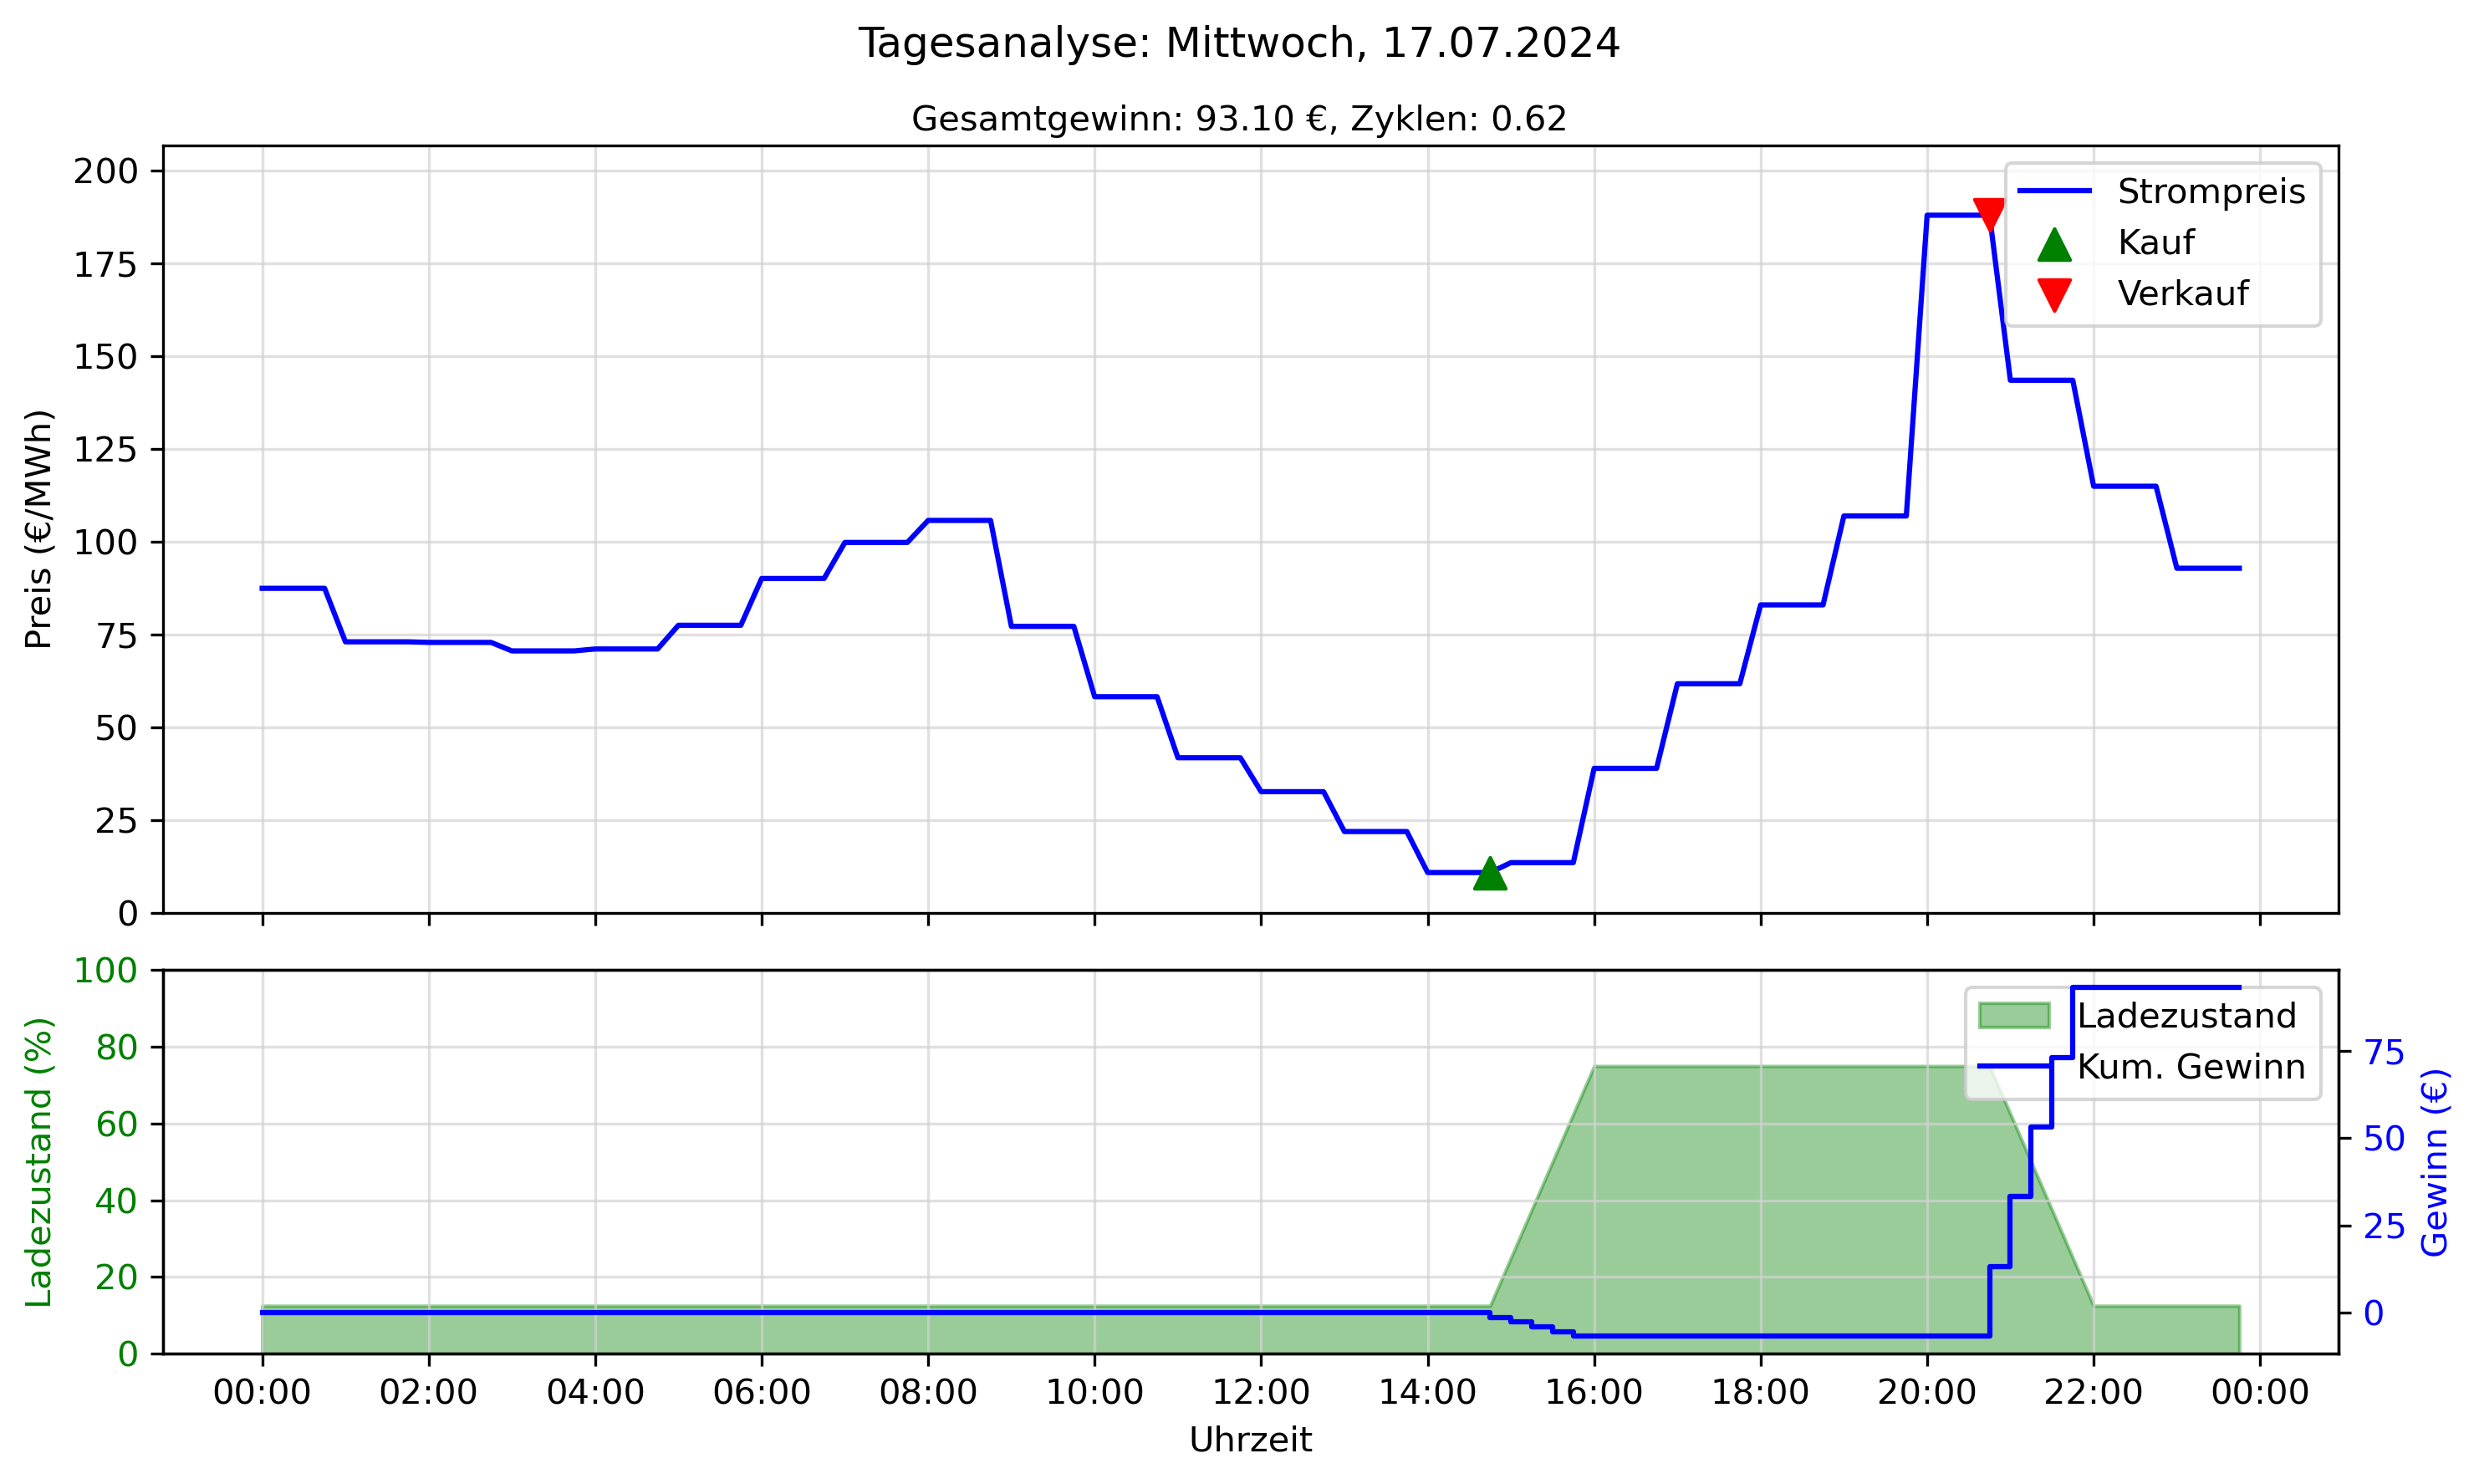 Tagesanalyse: Mittwoch, 17.07.2024
Gesamtgewinn: 93.10 €, Zyklen: 0.62
Preis (€/MWh)
200
175
150
125
100
75
50
25
0
Strompreis
Kauf
Verkauf
Ladezustand (%)
100
80
60
40
20
0
Ladezustand
Kum. Gewinn
75
50
25
0
Gewinn (€)
00:00 02:00 04:00 06:00 08:00 10:00 12:00 14:00 16:00 18:00 20:00 22:00 00:00
Uhrzeit